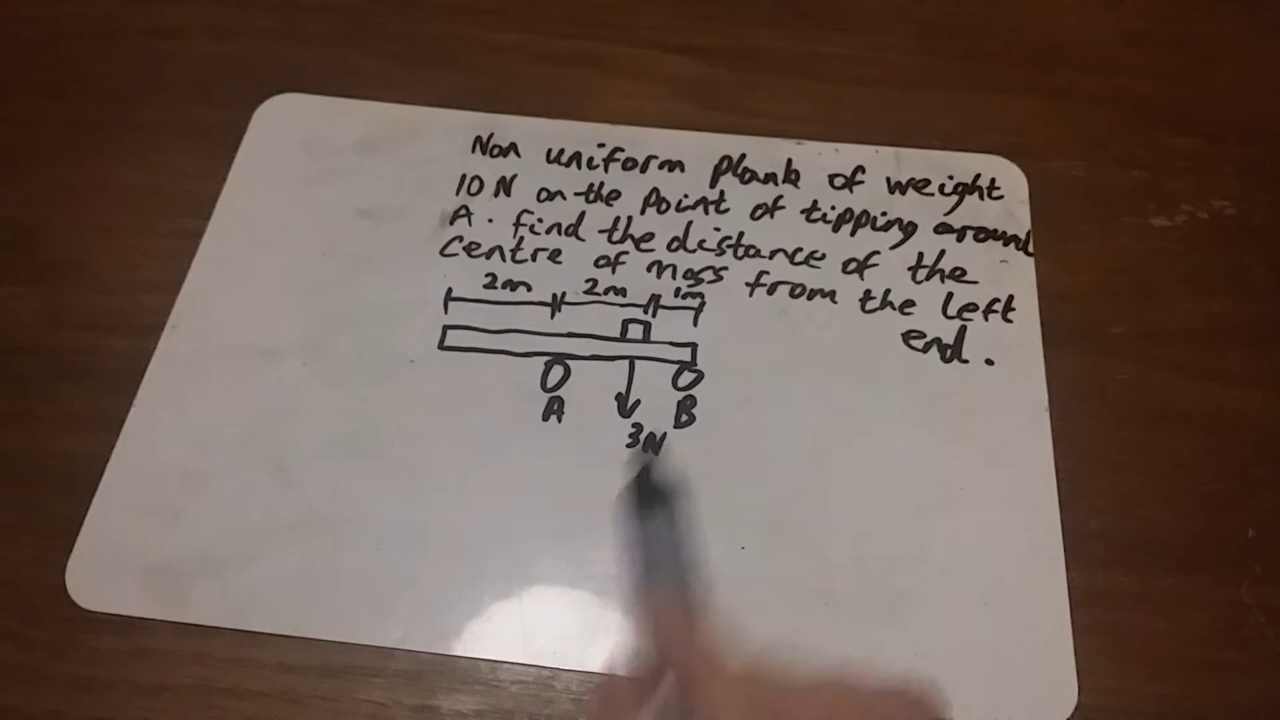 Non uniform plank of weight
10 N on the point of tipping around
A. find the distance of the
centre of mass from the left
end.
2m 2m 1m
A B
3N